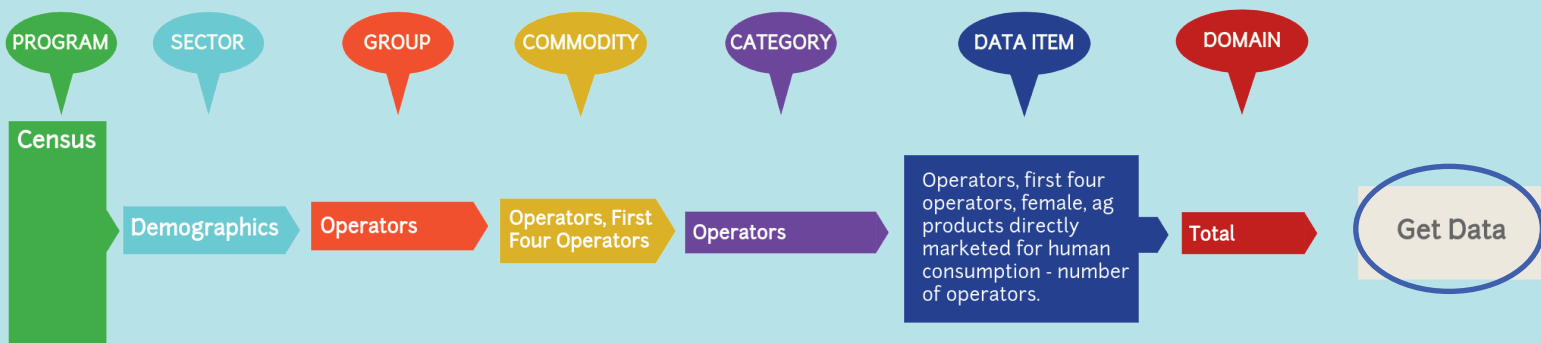 PROGRAM
SECTOR
GROUP
COMMODITY
CATEGORY
DATA ITEM
DOMAIN
Census
Demographics
Operators
Operators, First
Four Operators
Operators
Operators, first four
operators, female, ag
products directly
marketed for human
consumption - number
of operators.
Total
Get Data